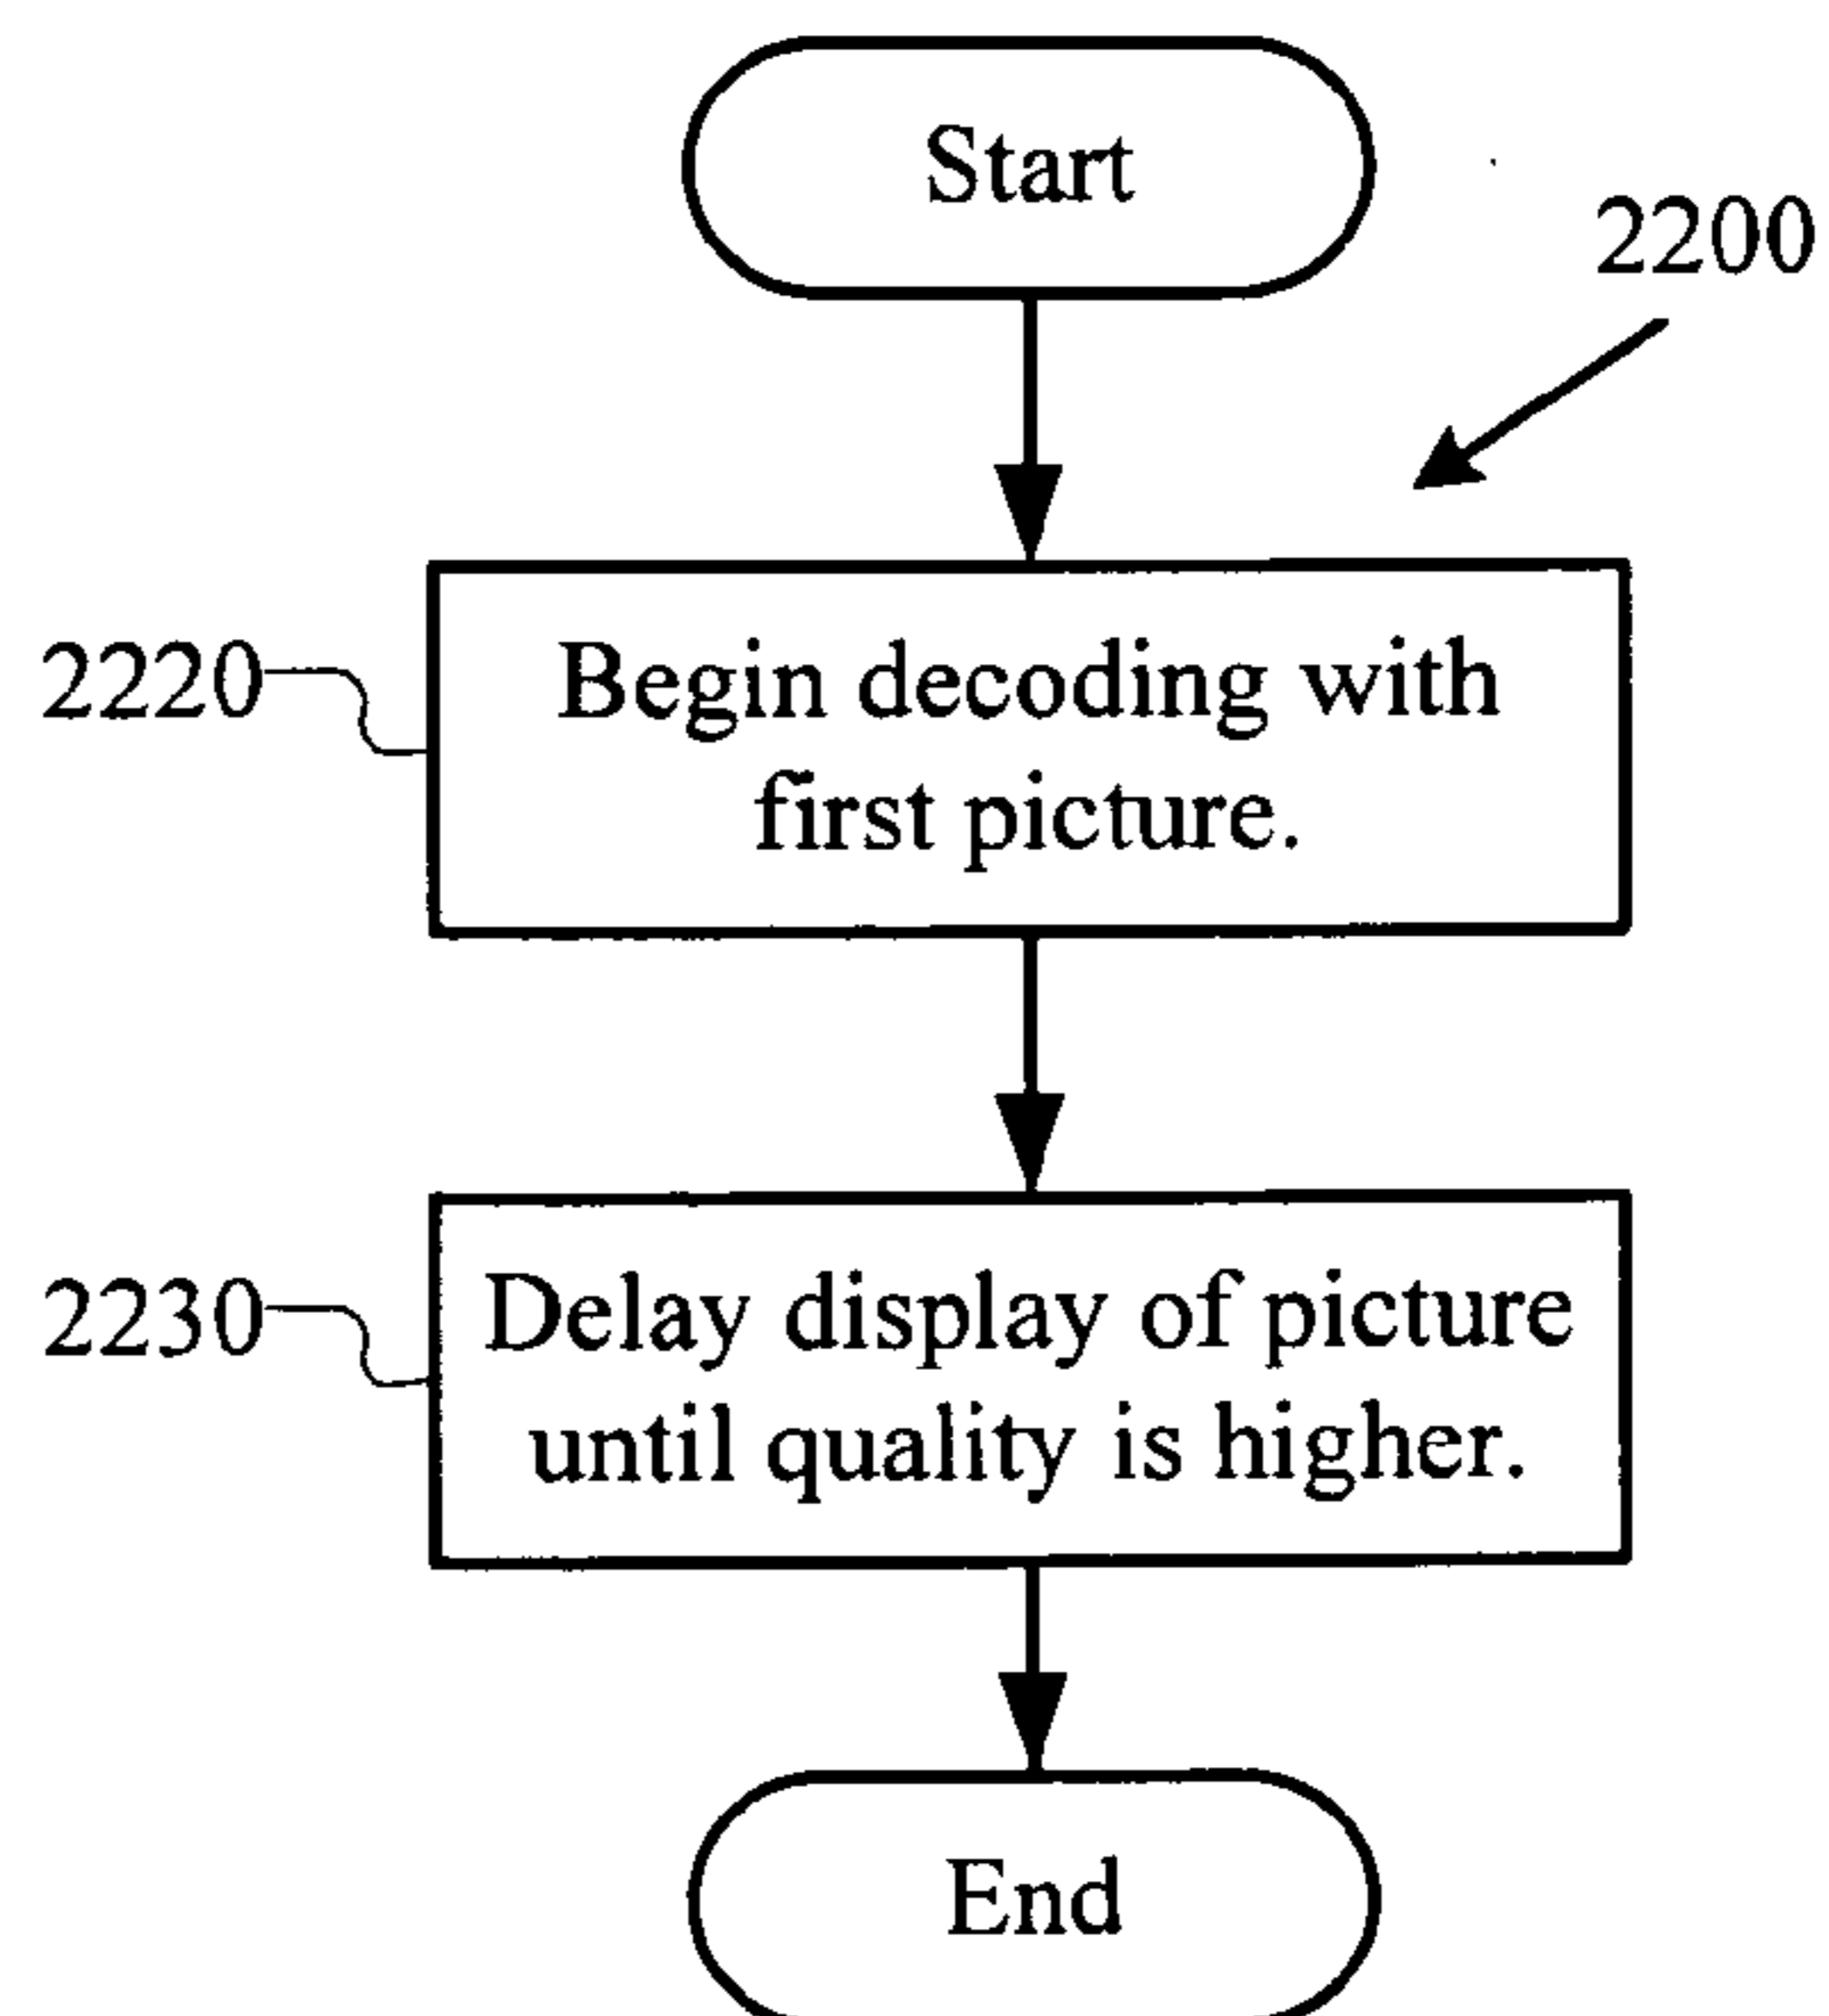 Start
2200
2220
Begin decoding with
first picture.
2230
Delay display of picture
until quality is higher.
End